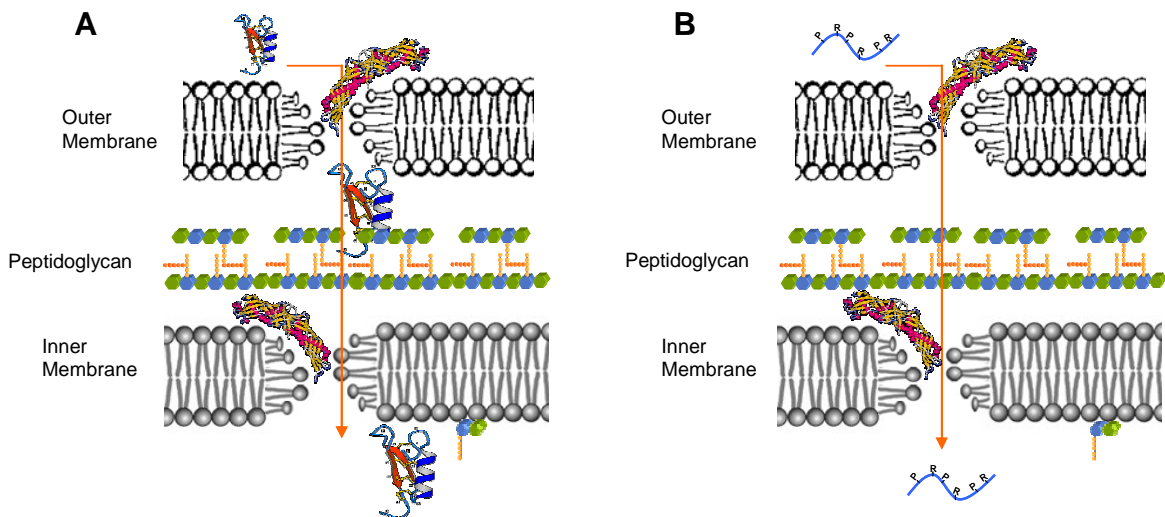 A
Outer
Membrane
Peptidoglycan
Inner
Membrane
B
P R P R P R
Outer
Membrane
Peptidoglycan
Inner
Membrane
P R P R P R